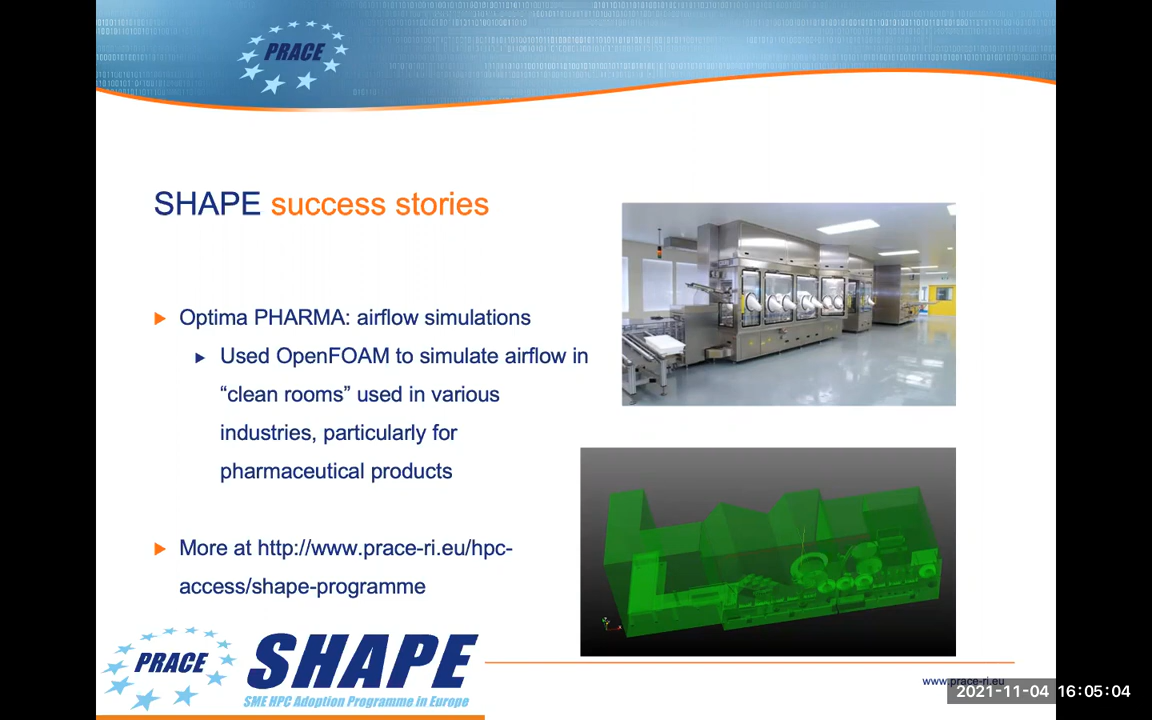 PRACE
SHAPE success stories
Optima PHARMA: airflow simulations
Used OpenFOAM to simulate airflow in
“clean rooms” used in various
industries, particularly for
pharmaceutical products
More at http://www.prace-ri.eu/hpc-
access/shape-programme
PRACE
SHAPE
SME HPC Adoption Programme in Europe
www.prace-ri.eu
2021-11-04 16:05:04